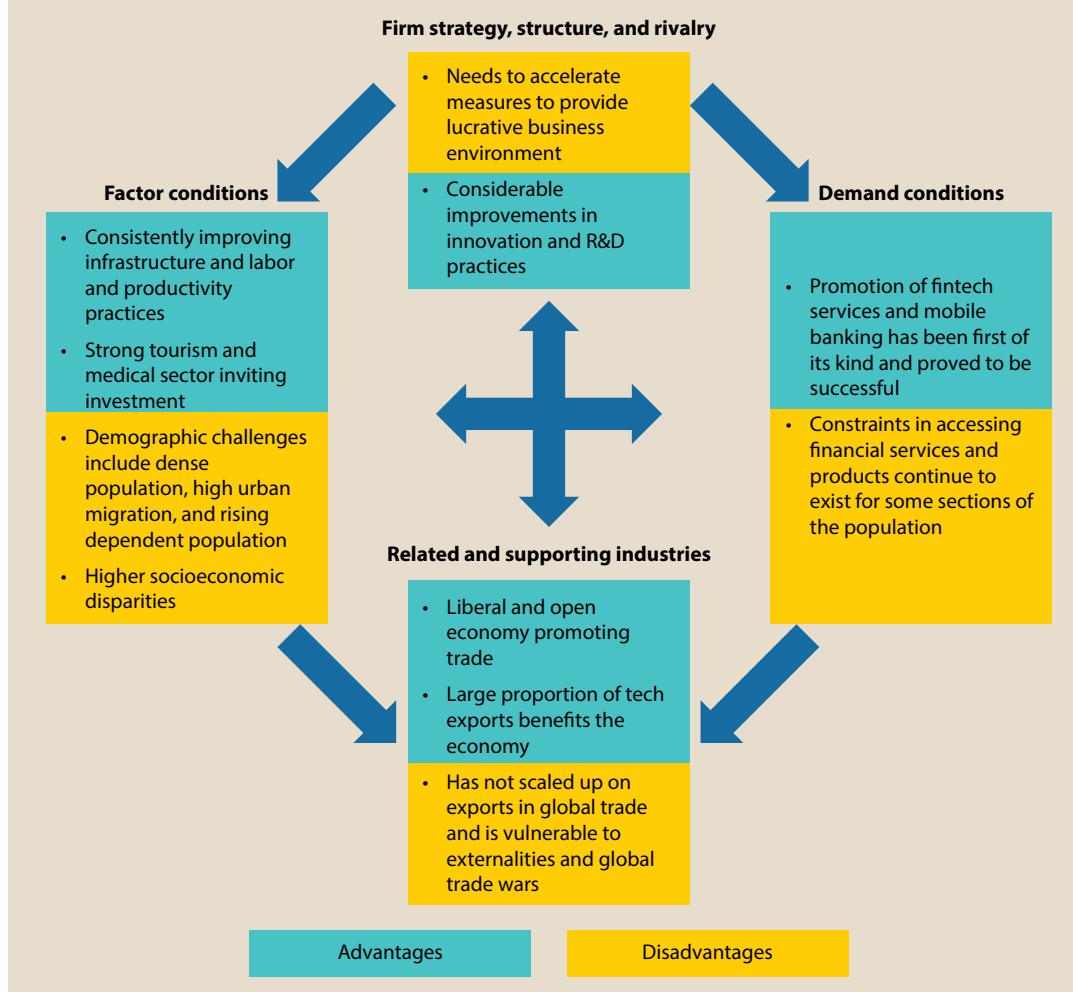 Firm strategy, structure, and rivalry
• Needs to accelerate
measures to provide
lucrative business
environment
• Considerable
improvements in
innovation and R&D
practices
Factor conditions
• Consistently improving
infrastructure and labor
and productivity
practices
• Strong tourism and
medical sector inviting
investment
• Demographic challenges
include dense
population, high urban
migration, and rising
dependent population
• Higher socioeconomic
disparities
Demand conditions
• Promotion of fintech
services and mobile
banking has been first of
its kind and proved to be
successful
• Constraints in accessing
financial services and
products continue to
exist for some sections of
the population
Related and supporting industries
• Liberal and open
economy promoting
trade
• Large proportion of tech
exports benefits the
economy
• Has not scaled up on
exports in global trade
and is vulnerable to
externalities and global
trade wars
Advantages
Disadvantages